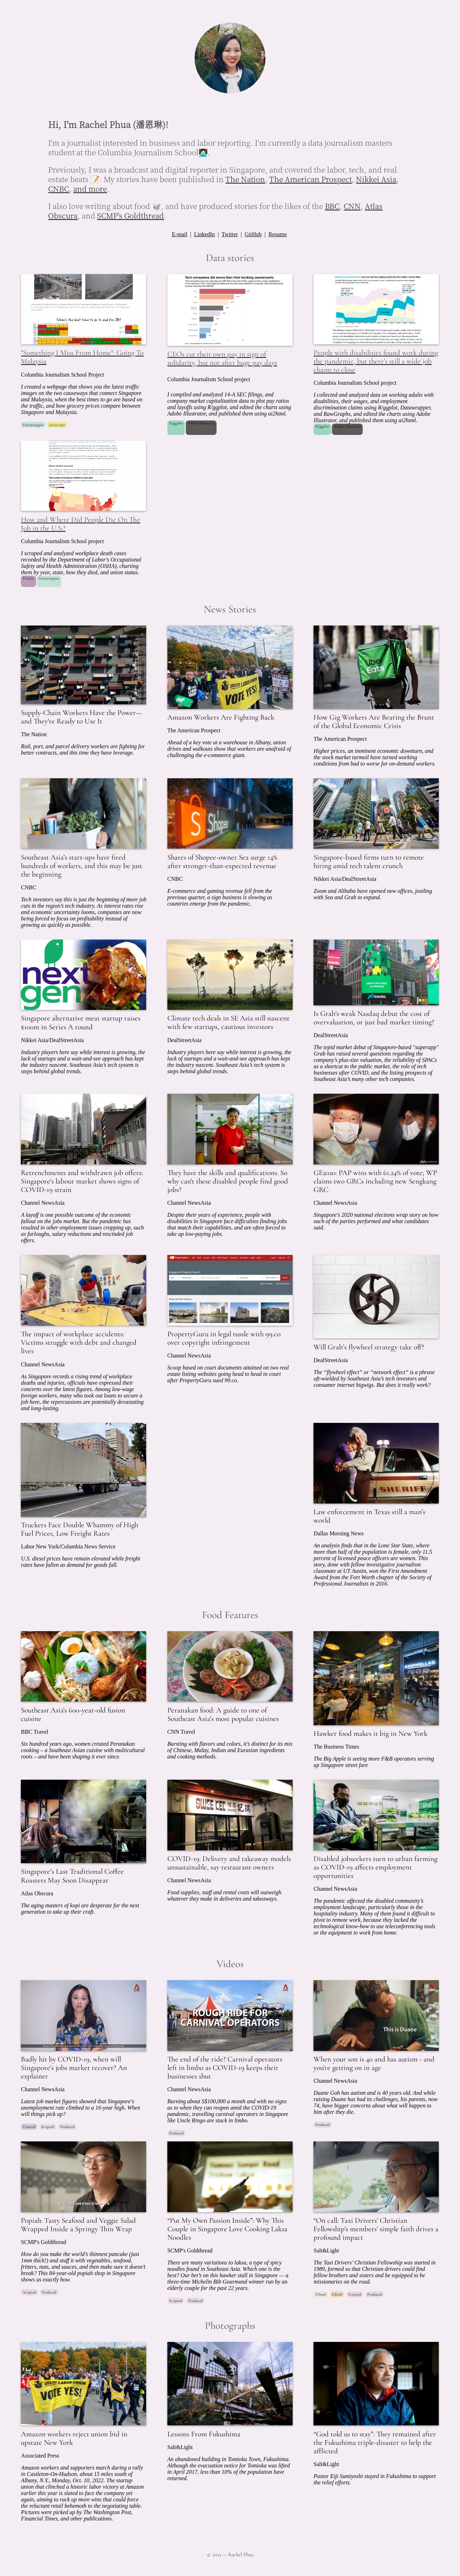 Hi, I'm Rachel Phua (潘恩琳)!
I'm a journalist interested in business and labor reporting. I'm currently a data journalism masters
student at the Columbia Journalism School👩🏻‍💻.
Previously, I was a broadcast and digital reporter in Singapore, and covered the labor, tech, and real
estate beats 📝. My stories have been published in The Nation, The American Prospect, Nikkei Asia,
CNBC, and more.
I also love writing about food 🥡, and have produced stories for the likes of the BBC, CNN, Atlas
Obscura, and SCMP's Goldthread.
E-mail | LinkedIn | Twitter | GitHub | Resume
Data stories
"Something I Miss From Home": Going To
Malaysia
Columbia Journalism School Project
I created a webpage that gives data on the worst traffic
images on the two causeways that connect Singapore
and Malaysia, when the best and worst times to go are based on
the traffic, and how grocery prices compare between
Singapore and Malaysia.
Datawrapper Javascript
CEOs cut their own pay in sign of
solidarity, but not after huge pay days
Columbia Journalism School project
I compiled and analyzed 14-A SEC filings, and
company market capitalization data to plot pay ratios
and layoffs using R/ggplot, edited the charts using Adobe
Illustrator, and published them using ai2html.
R/ggplot Adobe Illustrator
People with disabilities found work during
the pandemic, but there's still a wide job
chasm to close
Columbia Journalism School project
I collected and analyzed data on working adults with
disabilities, their wages, and employment
discrimination claims using R/ggplot, Datawrapper,
and RawGraphs, and edited the charts using Adobe
Illustrator, and published them using ai2html.
R/ggplot Adobe Illustrator
How and Where Did People Die On The
Job in the U.S.?
Columbia Journalism School project
I scraped and analyzed workplace death cases
recorded by the Department of Labor's Occupational
Safety and Health Administration (OSHA), charting
them by year, state, how they died, and union status.
Pandas Datawrapper
News Stories
Supply-Chain Workers Have the Power—
and They're Ready to Use It
The Nation
Rail, port, and parcel delivery workers are fighting for
better contracts, and this time they have leverage.
Amazon Workers Are Fighting Back
The American Prospect
Ahead of a key vote at a warehouse in Albany, union
drives and walkouts show that workers are unafraid of
challenging the e-commerce giant.
How Gig Workers Are Bearing the Brunt
of the Global Economic Crisis
The American Prospect
Higher prices, an imminent economic downturn, and
the stock market turmoil have turned working
conditions from bad to worse for on-demand workers.
Southeast Asia's start-ups have fired
hundreds of workers, and this may be just
the beginning
CNBC
Tech investors say this is just the beginning of more job
cuts in the region's tech industry. As interest rates rise
and economic uncertainty looms, companies are now
being forced to focus on profitability instead of
growing as quickly as possible.
Shares of Shopee-owner Sea surge 14%
after stronger-than-expected revenue
CNBC
E-commerce and gaming revenue fell from the
previous quarter, a sign business is slowing as
countries emerge from the pandemic.
Singapore-based firms turn to remote
hiring amid tech talent crunch
Nikkei Asia/DealStreetAsia
Zoom and Alibaba have opened new offices, jostling
with Sea and Grab to expand.
Singapore alternative meat startup raises
$100m in Series A round
Nikkei Asia/DealStreetAsia
Industry players here say while interest is growing, the
lack of startups and a wait-and-see approach has kept
the industry nascent. Southeast Asia's tech system is
steps behind global trends.
Climate tech deals in SE Asia still nascent
with few startups, cautious investors
DealStreetAsia
Industry players here say while interest is growing, the
lack of startups and a wait-and-see approach has kept
the industry nascent. Southeast Asia's tech system is
steps behind global trends.
Is Grab's weak Nasdaq debut the cost of
overvaluation, or just bad market timing?
DealStreetAsia
The tepid market debut of Singapore-based "superapp"
Grab has raised several questions regarding the
company's plus-size valuation, the reliability of SPACs
as a shortcut to the public market, the role of tech
businesses after COVID, and the listing prospects of
Southeast Asia's many other tech companies.
Retrenchments and withdrawn job offers:
Singapore's labour market shows signs of
COVID-19 strain
Channel NewsAsia
A layoff is one possible outcome of the economic
fallout on the jobs market. But the pandemic has
resulted in other employment issues cropping up, such
as furloughs, salary reductions and rescinded job
offers.
They have the skills and qualifications. So
why can't these disabled people find good
jobs?
Channel NewsAsia
Despite their years of experience, people with
disabilities in Singapore face difficulties finding jobs
that match their capabilities, and are often forced to
take up low-paying jobs.
GE2020: PAP wins with 61.24% of vote; WP
claims two GRCs including new Sengkang
GRC
Channel NewsAsia
Singapore's 2020 national elections wrap story on how
each of the parties performed and what candidates
said.
The impact of workplace accidents:
Victims struggle with debt and changed
lives
Channel NewsAsia
As Singapore records a rising trend of workplace
deaths and injuries, officials have expressed their
concerns over the latest figures. Among low-wage
foreign workers, many who took out loans to secure a
job here, the repercussions are potentially devastating
and long-lasting.
PropertyGuru in legal tussle with 99.co
over copyright infringement
Channel NewsAsia
Scoop based on court documents attained on two real
estate listing websites going head to head in court
after PropertyGuru sued 99.co.
Will Grab's flywheel strategy take off?
DealStreetAsia
The "flywheel effect" or "network effect" is a phrase
oft-wielded by Southeast Asia's tech investors and
consumer internet bigwigs. But does it really work?
Truckers Face Double Whammy of High
Fuel Prices, Low Freight Rates
Labor New York/Columbia News Service
U.S. diesel prices have remain elevated while freight
rates have fallen as demand for goods fall.
Law enforcement in Texas still a man's
world
Dallas Morning News
An analysis finds that in the Lone Star State, where
more than half of the population is female, only 11.5
percent of licensed peace officers are women. This
story, done with fellow investigative journalism
classmate at UT Austin, won the First Amendment
Award from the Fort Worth chapter of the Society of
Professional Journalists in 2016.
Food Features
Southeast Asia's 600-year-old fusion
cuisine
BBC Travel
Six hundred years ago, women created Peranakan
cooking – a Southeast Asian cuisine with multicultural
roots – and have been shaping it ever since.
Peranakan food: A guide to one of
Southeast Asia's most popular cuisines
CNN Travel
Bursting with flavors and colors, it's distinct for its mix
of Chinese, Malay, Indian and Eurasian ingredients
and cooking methods.
Hawker food makes it big in New York
The Business Times
The Big Apple is seeing more F&B operators serving
up Singapore street fare
Singapore's Last Traditional Coffee
Roasters May Soon Disappear
Atlas Obscura
The aging masters of kopi are desperate for the next
generation to take up their craft.
COVID-19: Delivery and takeaway models
unsustainable, say restaurant owners
Channel NewsAsia
Food supplies, staff and rental costs will outweigh
whatever they make in deliveries and takeaways.
Disabled jobseekers turn to urban farming
as COVID-19 affects employment
opportunities
Channel NewsAsia
The pandemic affected the disabled community's
employment landscape, particularly those in the
hospitality industry. Many of them found it difficult to
pivot to remote work, because they lacked the
technological know-how to use teleconferencing tools
or the equipment to work from home.
Videos
Badly hit by COVID-19, when will
Singapore's jobs market recover? An
explainer
Channel NewsAsia
Latest job market figures showed that Singapore's
unemployment rate climbed to a 16-year high. When
will things pick up?
Fronted Scripted Produced
ROUGH RIDE FOR
CARNIVAL OPERATORS
The end of the ride? Carnival operators
left in limbo as COVID-19 keeps their
businesses shut
Channel NewsAsia
Burning about S$100,000 a month and with no signs
as to when they can reopen amid the COVID-19
pandemic, travelling carnival operators in Singapore
like Uncle Ringo are stuck in limbo.
Produced
This is Duane
When your son is 40 and has autism - and
you're getting on in age
Channel NewsAsia
Duane Goh has autism and is 40 years old. And while
raising Duane has had its challenges, his parents, now
74, have bigger concerns about what will happen to
him after they die.
Produced
Popiah: Tasty Seafood and Veggie Salad
Wrapped Inside a Springy Thin Wrap
SCMP's Goldthread
How do you make the world's thinnest pancake (just
1mm thick!) and stuff it with vegetables, seafood,
fritters, nuts, and sauces, and then make sure it doesn't
break? This 84-year-old popiah shop in Singapore
shows us exactly how.
Scripted Produced
"Put My Own Passion Inside": Why This
Couple in Singapore Love Cooking Laksa
Noodles
SCMP's Goldthread
There are many variations to laksa, a type of spicy
noodles found in Southeast Asia. Which one is the
best? Our bet's on this hawker stall in Singapore — a
three-time Michelin Bib Gourmand winner run by an
elderly couple for the past 22 years.
Scripted Produced
"On call: Taxi Drivers' Christian
Fellowship's members' simple faith drives a
profound impact
Salt&Light
The Taxi Drivers' Christian Fellowship was started in
1989, formed so that Christian drivers could be
fellow brothers and sisters and be equipped to be
missionaries on the road.
Filmed Edited Scripted Produced
Photographs
Amazon workers reject union bid in
upstate New York
Associated Press
Amazon workers and supporters march during a rally
in Castleton-On-Hudson, about 15 miles south of
Albany, N.Y., Monday, Oct. 10, 2022. The startup
union that clinched a historic labor victory at Amazon
earlier this year is slated to face the company yet
again, aiming to rack up more wins that could force
the reluctant retail behemoth to the negotiating table.
Pictures were picked up by The Washington Post,
Financial Times, and other publications.
Lessons From Fukushima
Salt&Light
An abandoned building in Tomioka Town, Fukushima.
Although the evacuation notice for Tomioka was lifted
in April 2017, less than 10% of the population have
returned.
"God told us to stay": They remained after
the Fukushima triple-disaster to help the
afflicted
Salt&Light
Pastor Eiji Sumiyoshi stayed in Fukushima to support
the relief efforts.
© 2023 — Rachel Phua